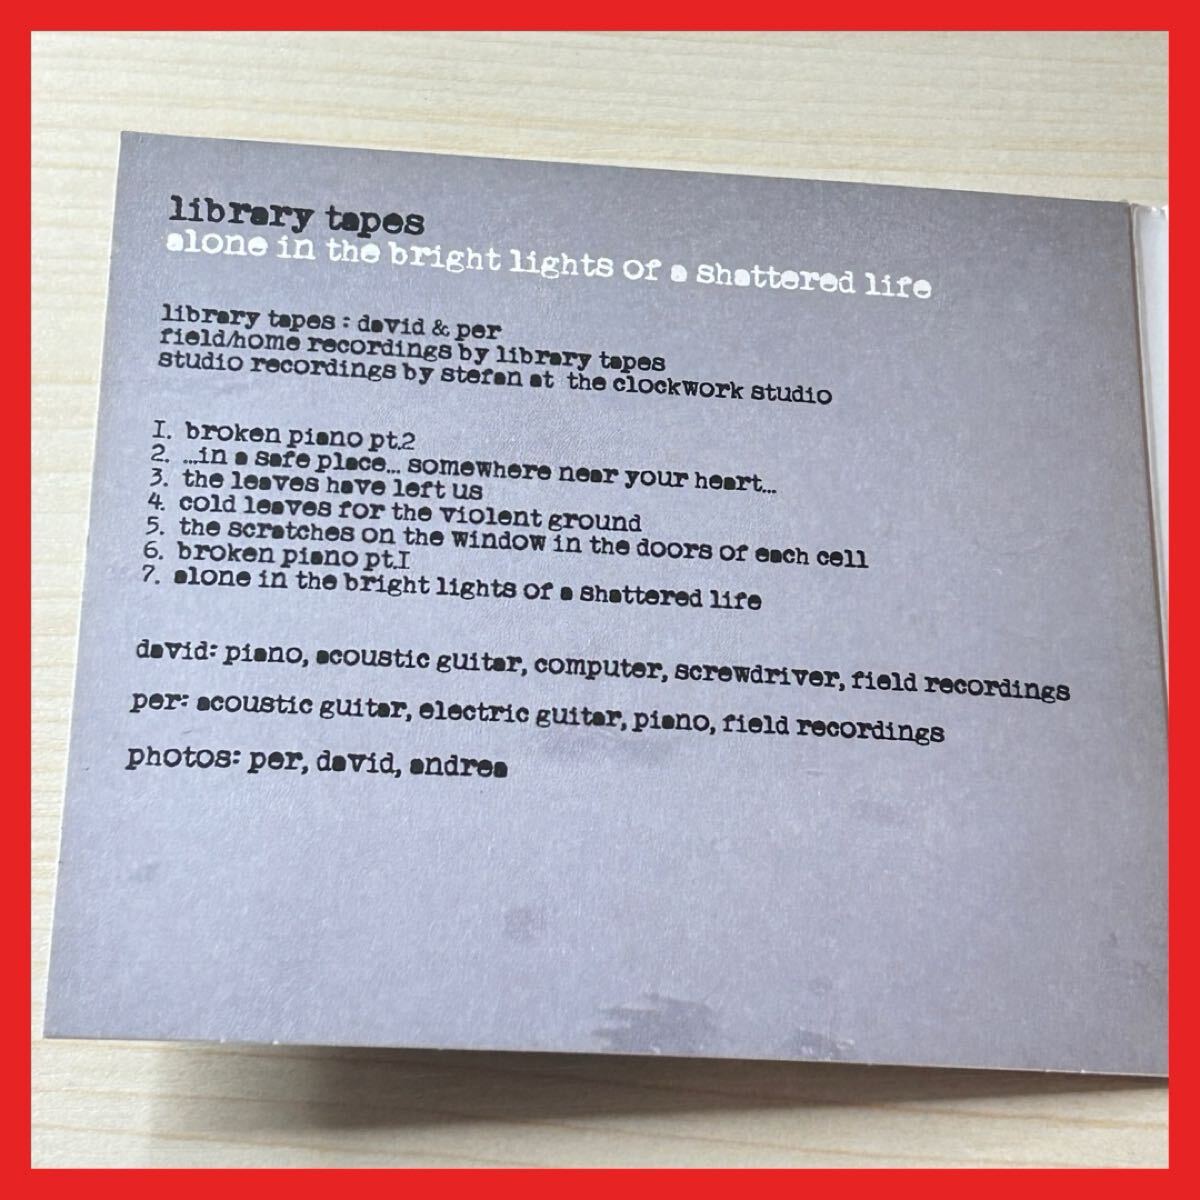 library tapes
alone in the bright lights of a shattered life
library tapes : david & per
field/home recordings by library tapes
studio recordings by stefan at the clockwork studio
1. broken piano pt.2
2. ...in a safe place... somewhere near your heart...
3. the leaves have left us
4. cold leaves for the violent ground
5. the scratches on the window in the doors of each cell
6. broken piano pt.1
7. alone in the bright lights of a shattered life
david: piano, acoustic guitar, computer, screwdriver, field recordings
per: acoustic guitar, electric guitar, piano, field recordings
photos: per, david, andrea